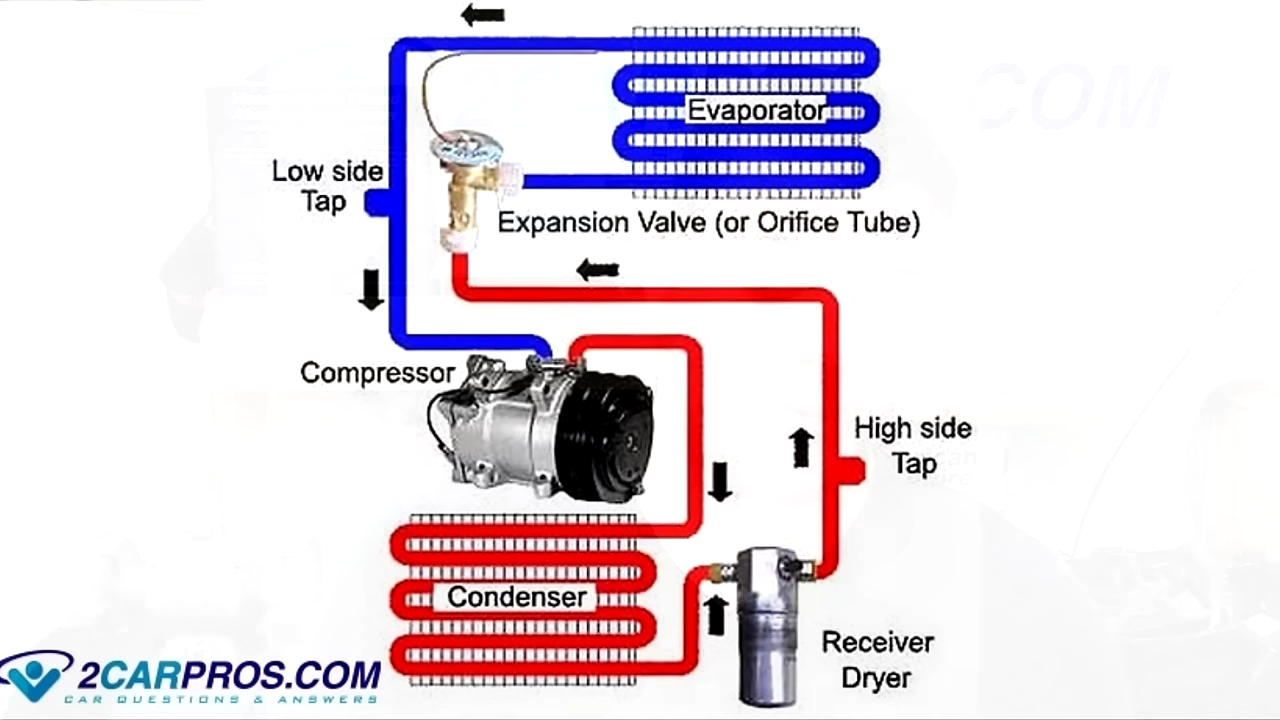 COM
Evaporator
Low side
Tap
Expansion Valve (or Orifice Tube)
Compressor
High side
Tap
Condenser
Receiver
Dryer
2CARPROS.COM
CAR QUESTIONS & ANSWERS